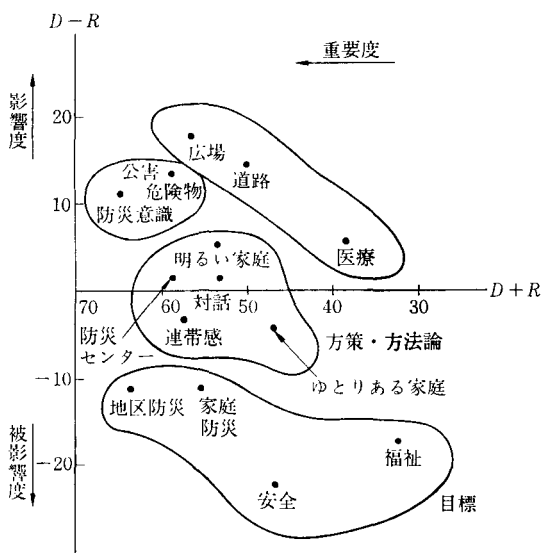 D－R
重要度
影響度
20
広場
道路
公害
危険物
防災意識
10
医療
明るい家庭
対話
70
60
50
40
30
D＋R
防災
センター
連帯感
方策・方法論
ゆとりある家庭
－10
地区防災
家庭
防災
被影響度
－20
福祉
安全
目標